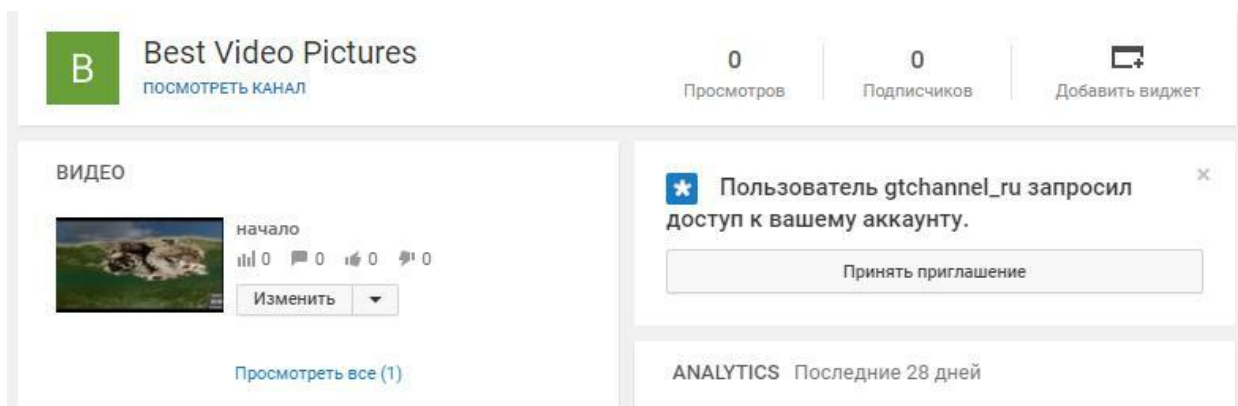 B
Best Video Pictures
ПОСМОТРЕТЬ КАНАЛ
0
Просмотров
0
Подписчиков
Добавить виджет
ВИДЕО
начало
0 0 0 0
Изменить
Просмотреть все (1)
Пользователь gtchannel_ru запросил
доступ к вашему аккаунту.
×
Принять приглашение
ANALYTICS Последние 28 дней